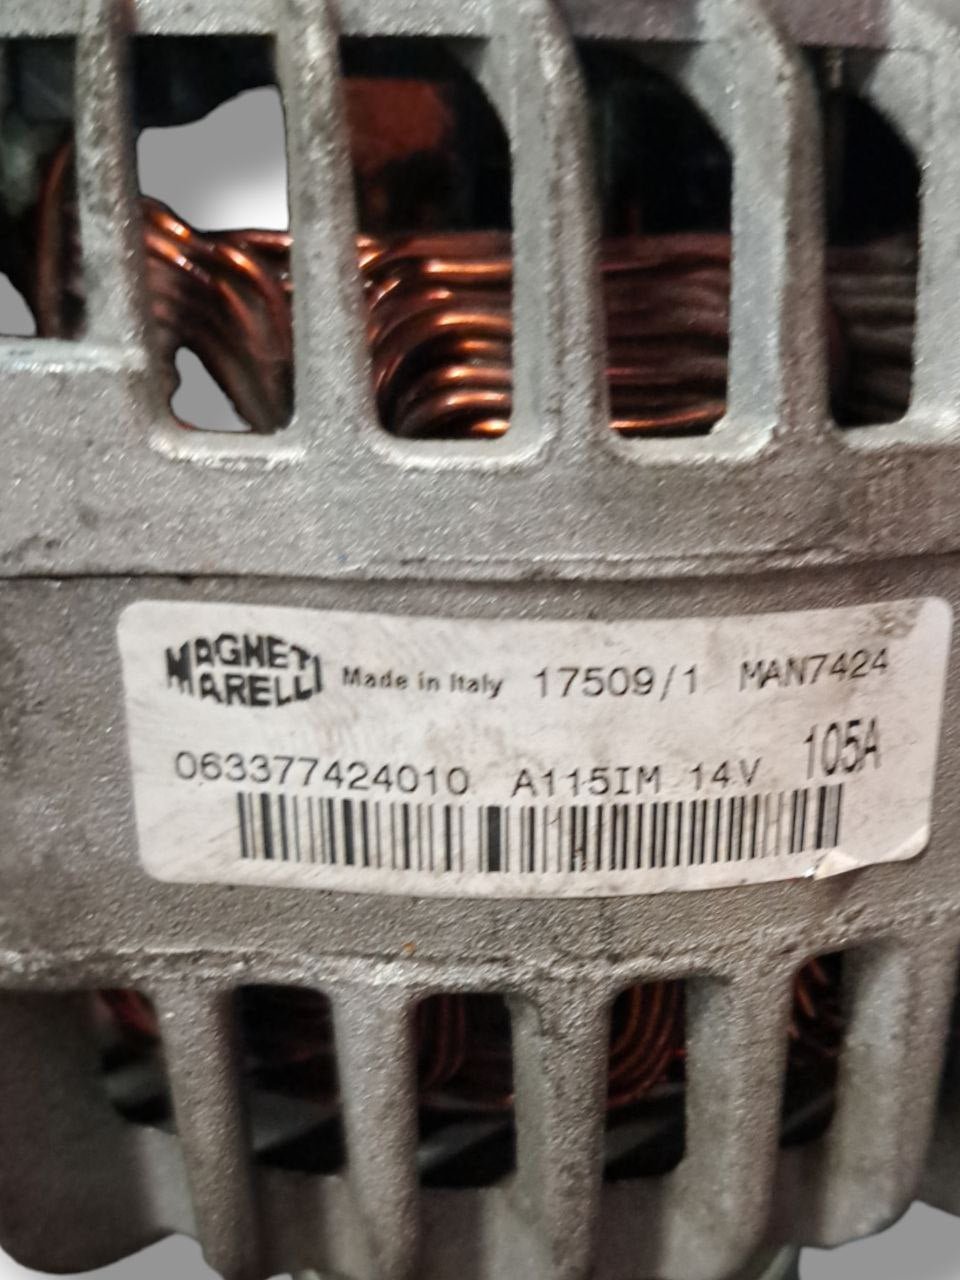 MAGNETI MARELLI Made in Italy 17509/1 MAN7424
063377424010 A115IM 14V 105A